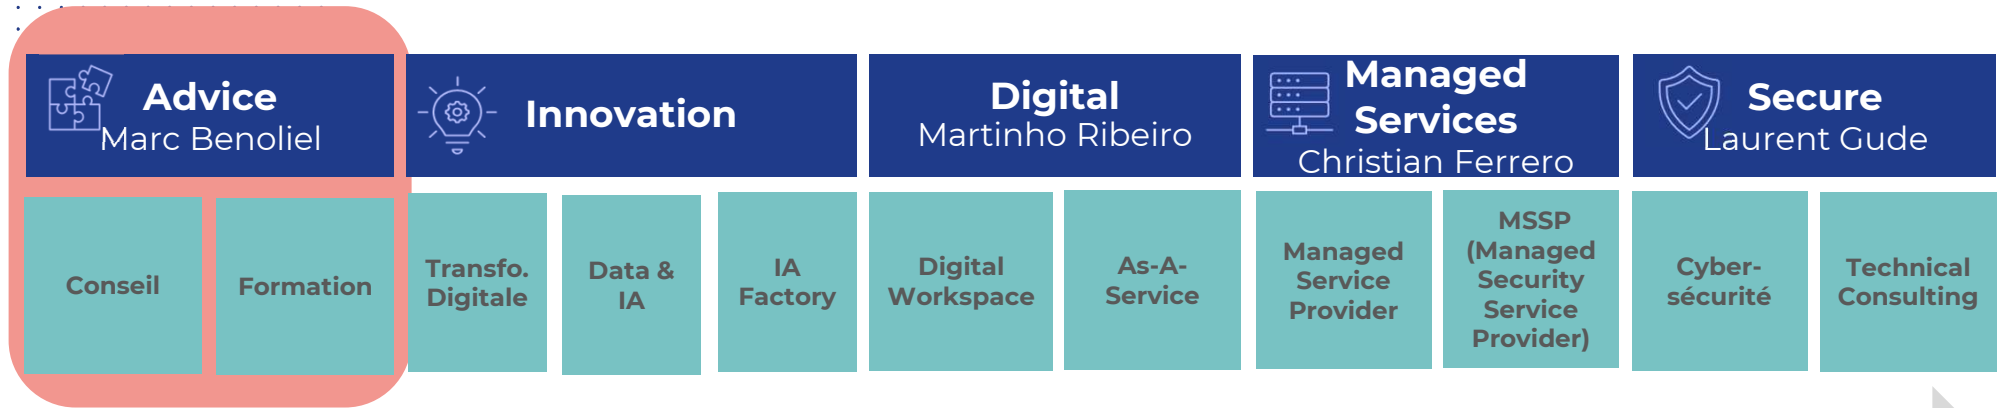 Advice
Marc Benoliel
Innovation
Digital
Martinho Ribeiro
Managed
Services
Christian Ferrero
Secure
Laurent Gude
Conseil
Formation
Transfo.
Digitale
Data &
IA
IA
Factory
Digital
Workspace
As-A-
Service
Managed
Service
Provider
MSSP
(Managed
Security
Service
Provider)
Cyber-
sécurité
Technical
Consulting